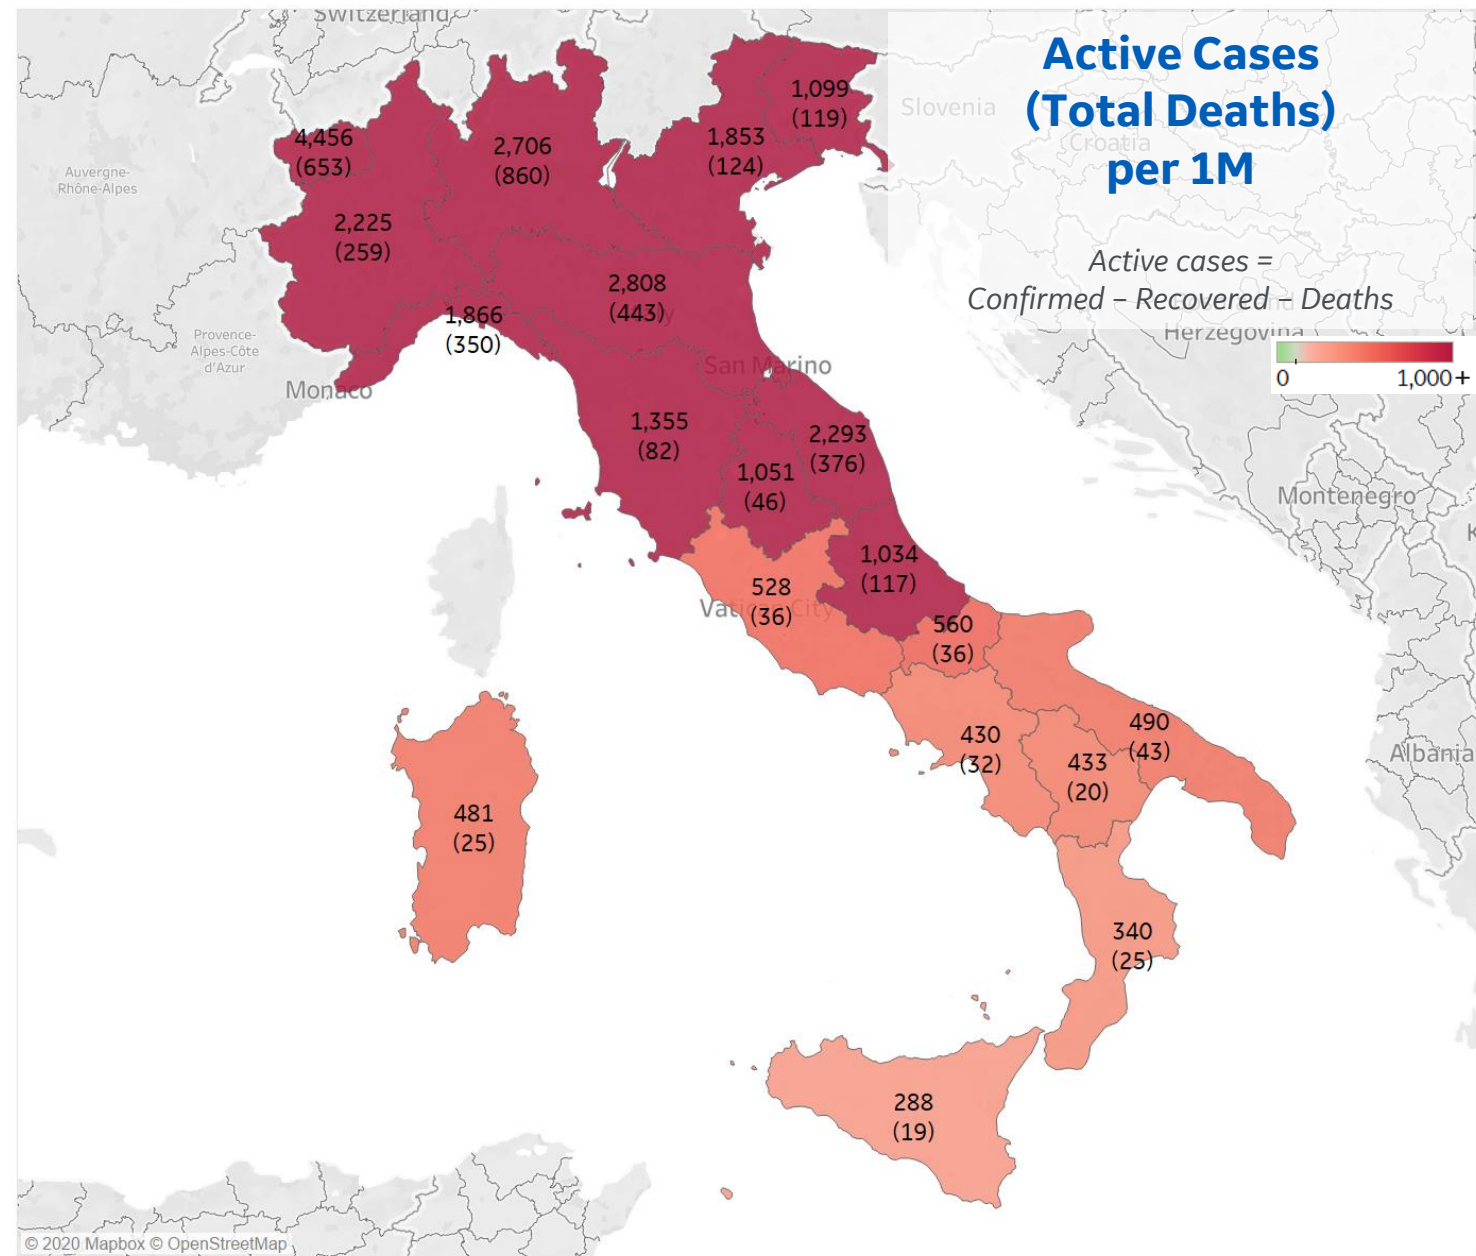 Switzerland
Active Cases
(Total Deaths)
per 1M
Active cases =
Confirmed – Recovered – Deaths
0
1,000+
Slovenia
Croatia
Herzegovina
Auvergne-
Rhône-Alpes
Provence-
Alpes-Côte
d'Azur
Monaco
San Marino
Vatican City
Montenegro
Albania
4,456
(653)
2,706
(860)
1,853
(124)
1,099
(119)
2,225
(259)
2,808
(443)
1,866
(350)
1,355
(82)
2,293
(376)
1,051
(46)
1,034
(117)
528
(36)
560
(36)
430
(32)
433
(20)
490
(43)
481
(25)
340
(25)
288
(19)
© 2020 Mapbox © OpenStreetMap